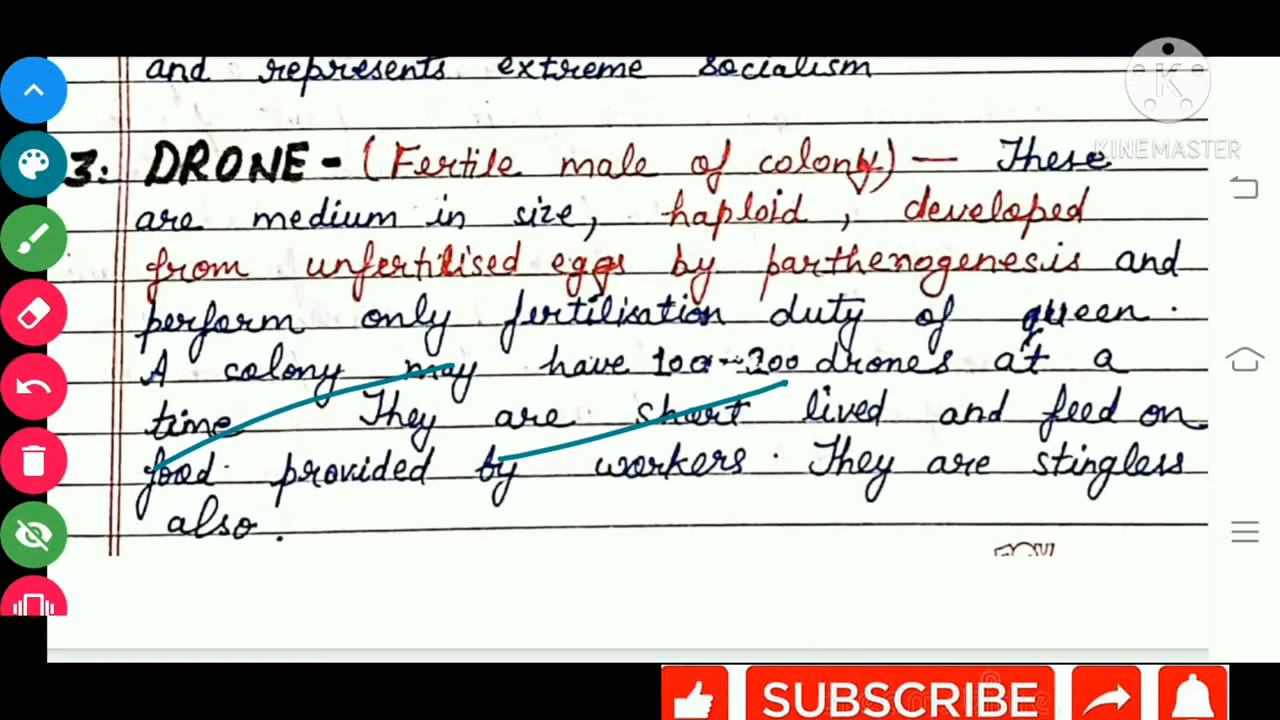 and represents extreme socialism
KINEMASTER
3: DRONE - (Fertile male of colony) — These
are medium in size, haploid, developed
from unfertilised eggs by parthenogenesis and
perform only fertilisation duty of queen.
A colony may have 100-200 drones at a
time They are short lived and feed on
food provided by workers. They are stingless
also.
SUBSCRIBE